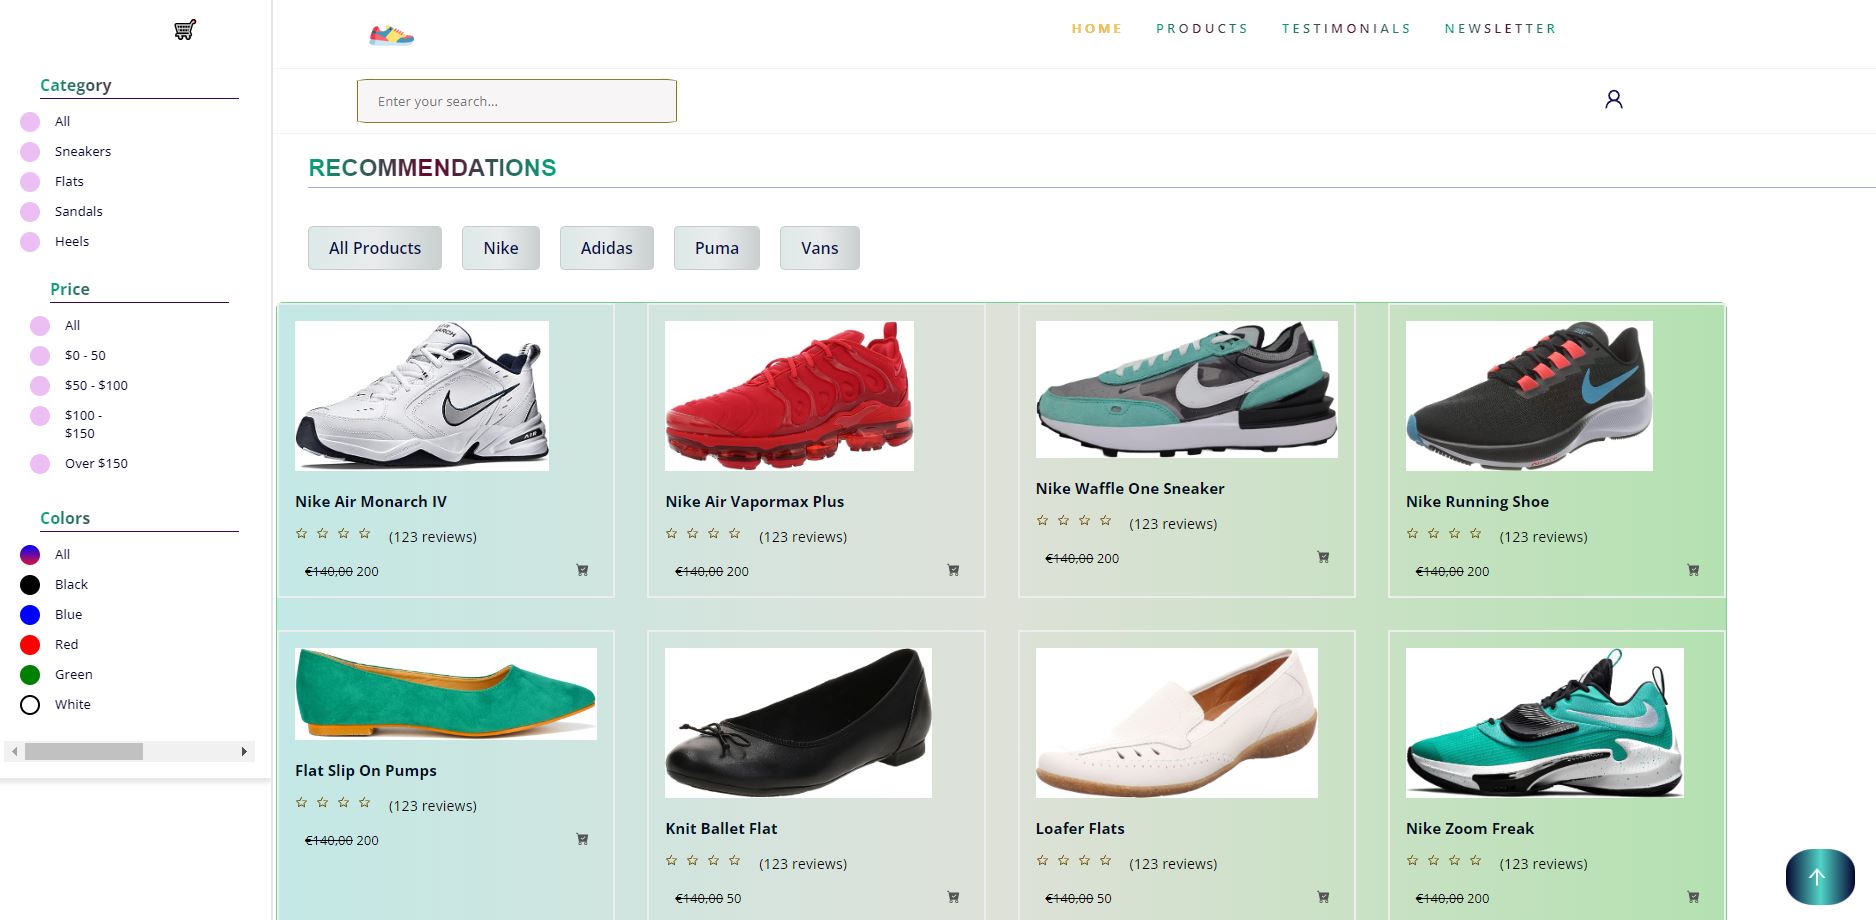 HOME PRODUCTS TESTIMONIALS NEWSLETTER
Category
All
Sneakers
Flats
Sandals
Heels
Price
All
$0 - 50
$50 - $100
$100 -
$150
Over $150
Colors
All
Black
Blue
Red
Green
White
Enter your search...
RECOMMENDATIONS
All Products Nike Adidas Puma Vans
Nike Air Monarch IV
(123 reviews)
€140,00 200
Nike Air Vapormax Plus
(123 reviews)
€140,00 200
Nike Waffle One Sneaker
(123 reviews)
€140,00 200
Nike Running Shoe
(123 reviews)
€140,00 200
Flat Slip On Pumps
(123 reviews)
€140,00 200
Knit Ballet Flat
(123 reviews)
€140,00 50
Loafer Flats
(123 reviews)
€140,00 50
Nike Zoom Freak
(123 reviews)
€140,00 200